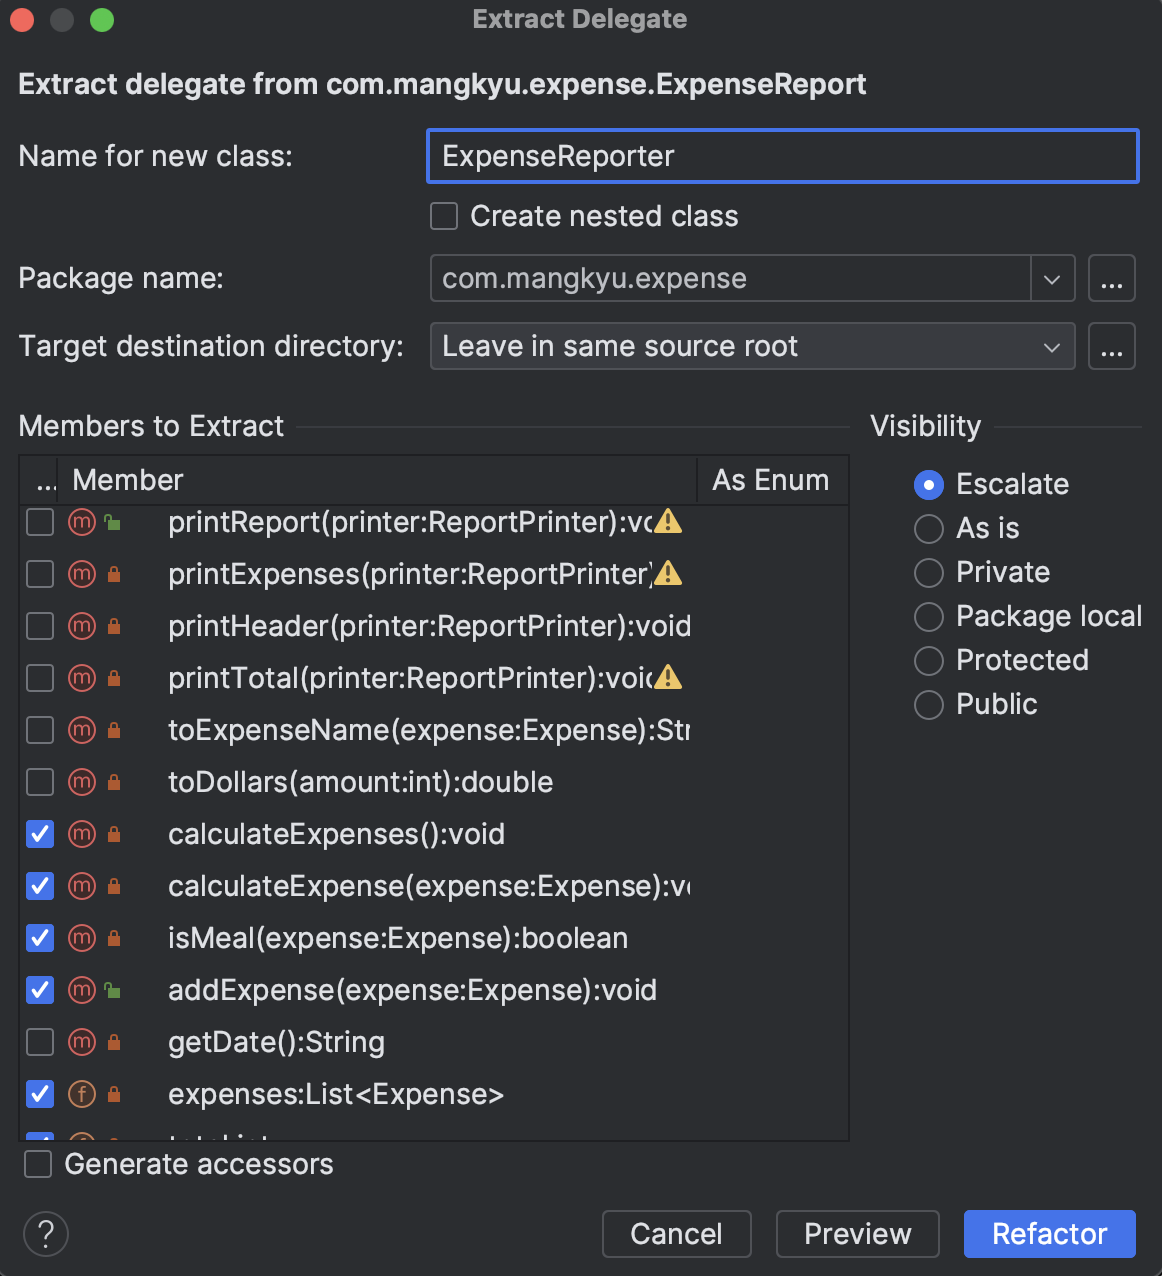 Extract Delegate
Extract delegate from com.mangkyu.expense.ExpenseReport
Name for new class: ExpenseReporter
Create nested class
Package name: com.mangkyu.expense ...
Target destination directory: Leave in same source root ...
Members to Extract Visibility
... Member As Enum
Escalate
printReport(printer:ReportPrinter):vo
As is
printExpenses(printer:ReportPrinter)
Private
printHeader(printer:ReportPrinter):void
Package local
printTotal(printer:ReportPrinter):voi
Protected
toExpenseName(expense:Expense):Str
Public
toDollars(amount:int):double
calculateExpenses():void
calculateExpense(expense:Expense):v
isMeal(expense:Expense):boolean
addExpense(expense:Expense):void
getDate():String
expenses:List<Expense>
Generate accessors
? Cancel Preview Refactor